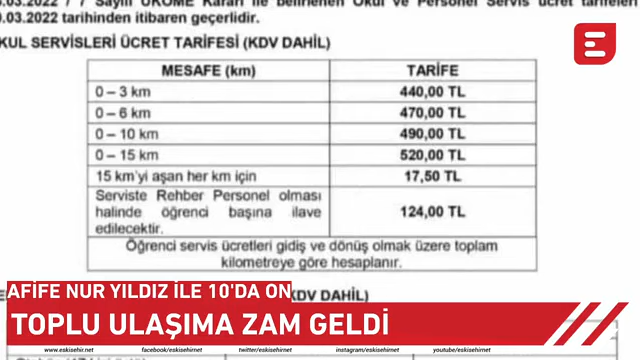 .03.2022 / 7 Sayılı UKOME Kararı ile belirlenen Okul ve Personel Servis ücret tarifeleri
.03.2022 tarihinden itibaren geçerlidir.
KUL SERVİSLERİ ÜCRET TARİFESİ (KDV DAHİL)
MESAFE (km) TARİFE
0 – 3 km 440,00 TL
0 – 6 km 470,00 TL
0 – 10 km 490,00 TL
0 – 15 km 520,00 TL
15 km'yi aşan her km için 17,50 TL
Serviste Rehber Personel olması
halinde öğrenci başına ilave
edilecektir. 124,00 TL
Öğrenci servis ücretleri gidiş ve dönüş olmak üzere toplam
kilometreye göre hesaplanır.
AFİFE NUR YILDIZ İLE 10'DA ON
KDV DAHİL)
TOPLU ULAŞIMA ZAM GELDİ
www.eskisehir.net facebook/eskisehirnet twitter/eskisehirnet instagram/eskisehirnet youtube/eskisehirnet